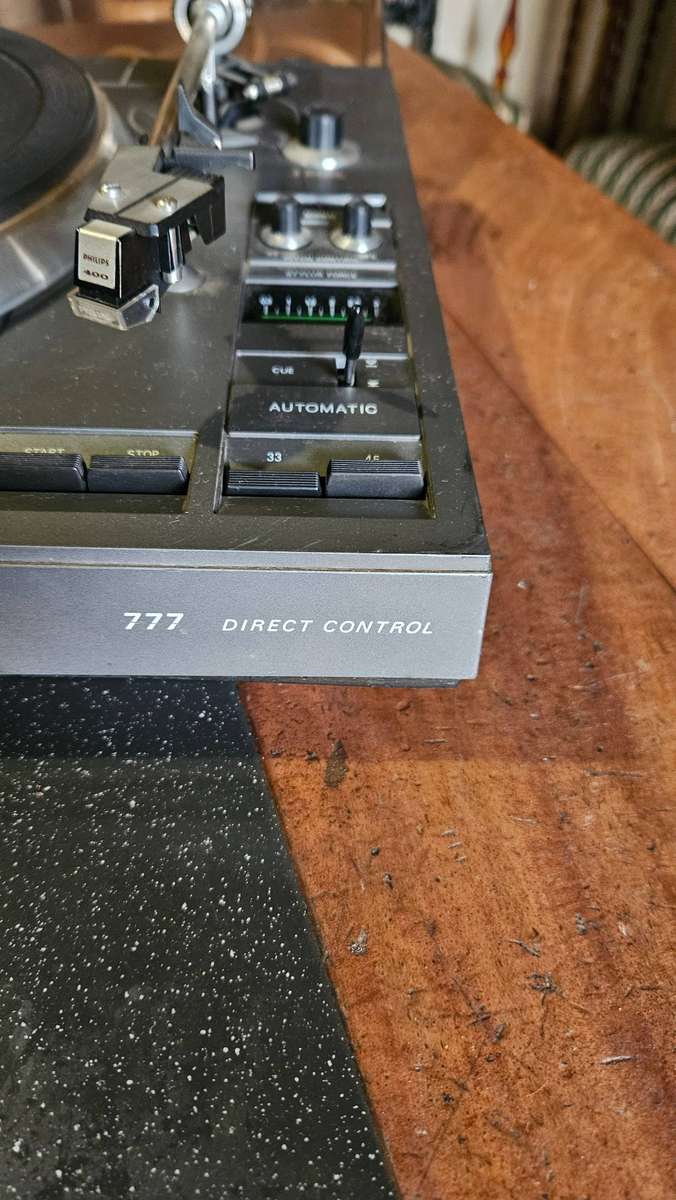 PHILIPS
400
STYLUS FORCE
CUE
AUTOMATIC
START
STOP
33
45
777 DIRECT CONTROL